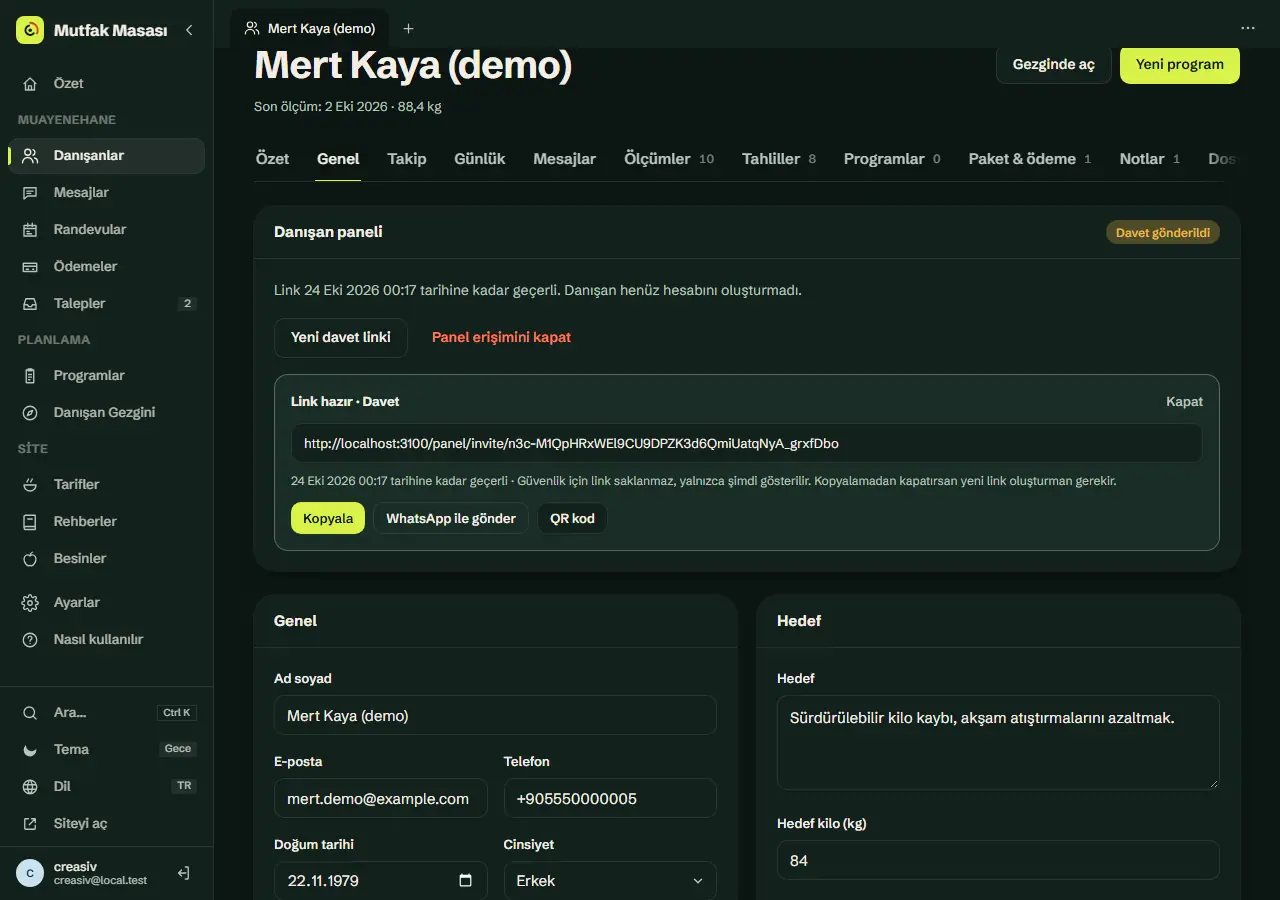 Mutfak Masası
Özet
MUAYENEHANE
Danışanlar
Mesajlar
Randevular
Ödemeler
Talepler 2
PLANLAMA
Programlar
Danışan Gezgini
SİTE
Tarifler
Rehberler
Besinler
Ayarlar
Nasıl kullanılır
Ara... Ctrl K
Tema Gece
Dil TR
Siteyi aç
C creasiv
creasiv@local.test
Mert Kaya (demo)
Mert Kaya (demo)
Gezginde aç Yeni program
Son ölçüm: 2 Eki 2026 · 88,4 kg
Özet Genel Takip Günlük Mesajlar Ölçümler 10 Tahliller 8 Programlar 0 Paket & ödeme 1 Notlar 1 Dos
Danışan paneli Davet gönderildi
Link 24 Eki 2026 00:17 tarihine kadar geçerli. Danışan henüz hesabını oluşturmadı.
Yeni davet linki Panel erişimini kapat
Link hazır · Davet Kapat
http://localhost:3100/panel/invite/n3c-M1QpHRxWEl9CU9DPZK3d6QmiUatqNyA_grxfDbo
24 Eki 2026 00:17 tarihine kadar geçerli · Güvenlik için link saklanmaz, yalnızca şimdi gösterilir. Kopyalamadan kapatırsan yeni link oluşturman gerekir.
Kopyala WhatsApp ile gönder QR kod
Genel
Ad soyad
Mert Kaya (demo)
E-posta Telefon
mert.demo@example.com +905550000005
Doğum tarihi Cinsiyet
22.11.1979 Erkek
Hedef
Hedef
Sürdürülebilir kilo kaybı, akşam atıştırmalarını azaltmak.
Hedef kilo (kg)
84